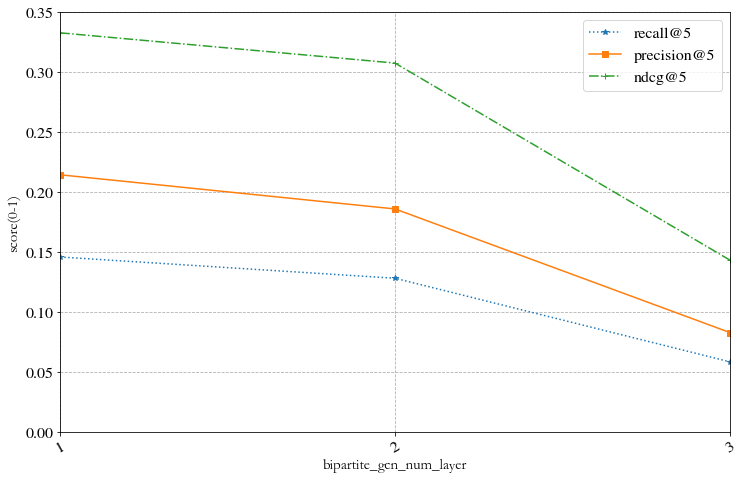 0.35
0.30
0.25
0.20
0.15
0.10
0.05
0.00
score(0-1)
1
2
3
bipartite_gcn_num_layer
recall@5
precision@5
ndcg@5